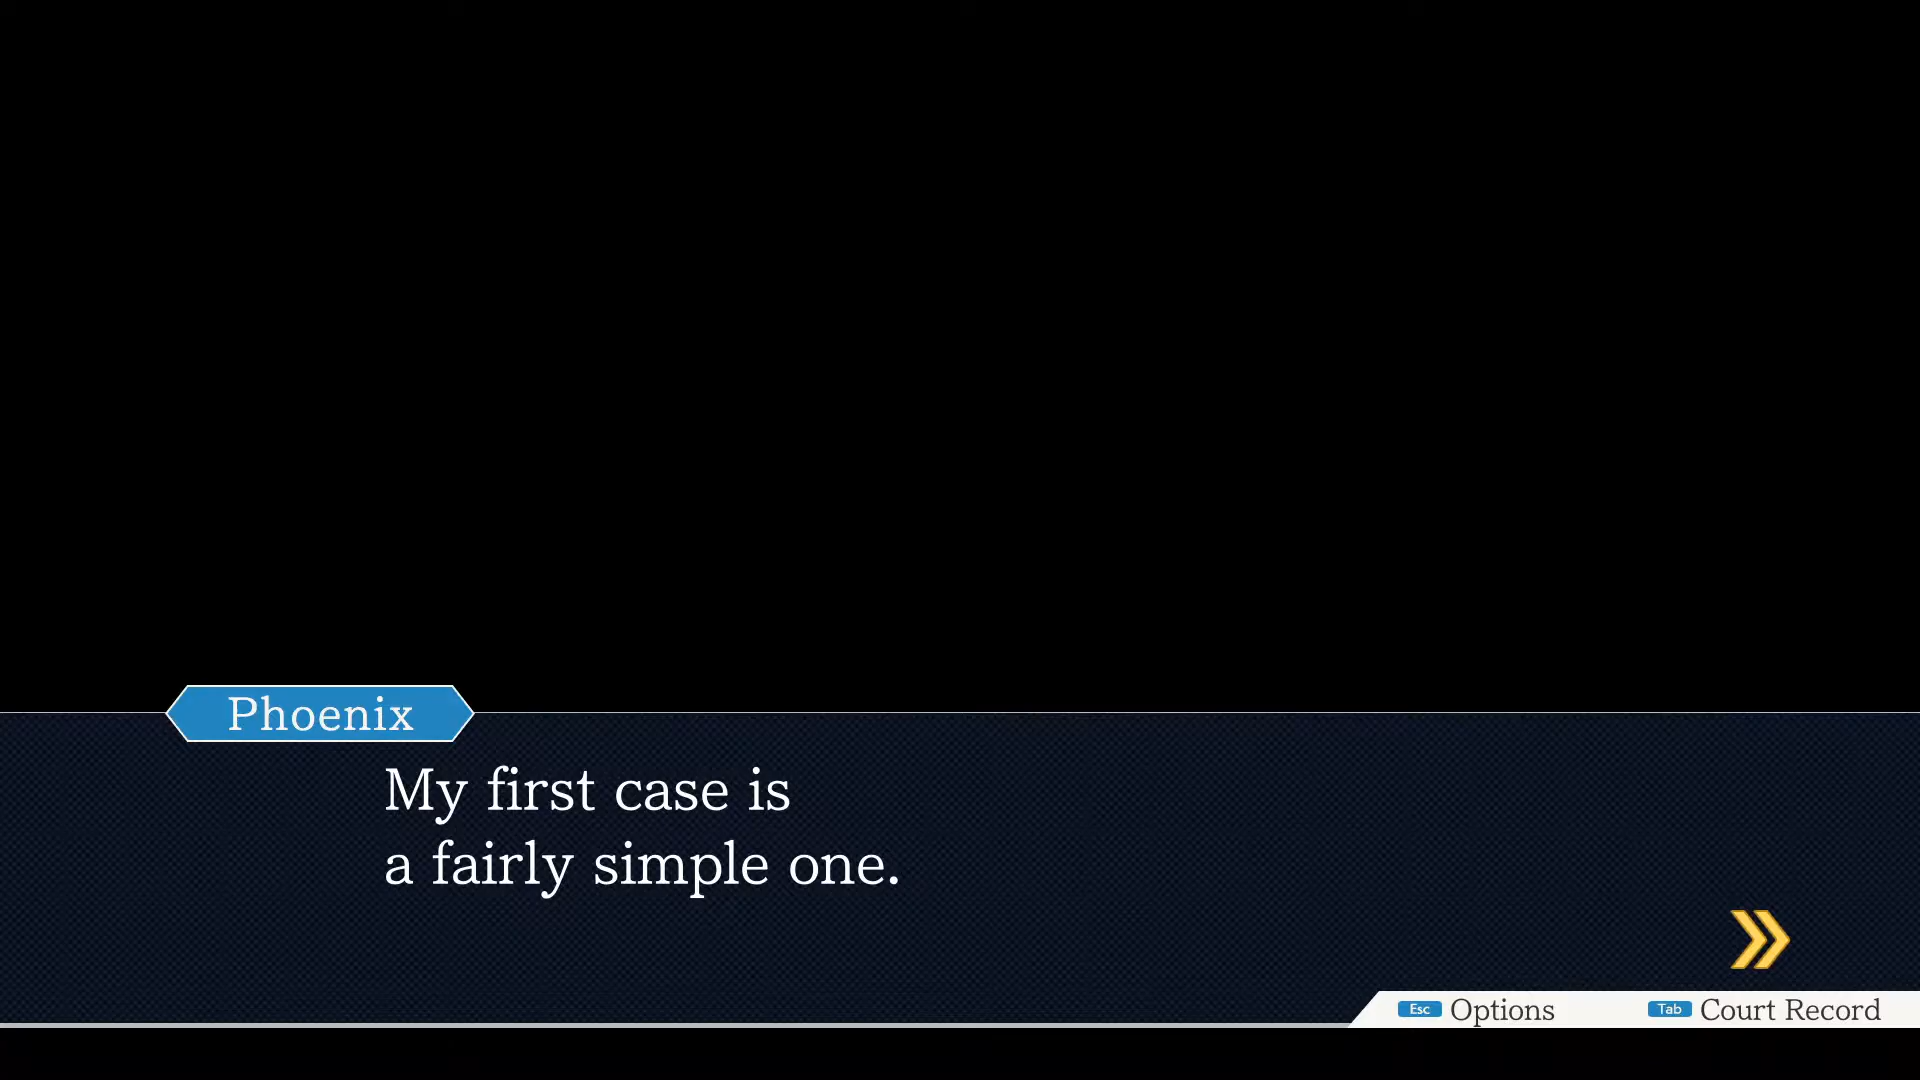 Phoenix
My first case is
a fairly simple one.
Esc Options Tab Court Record